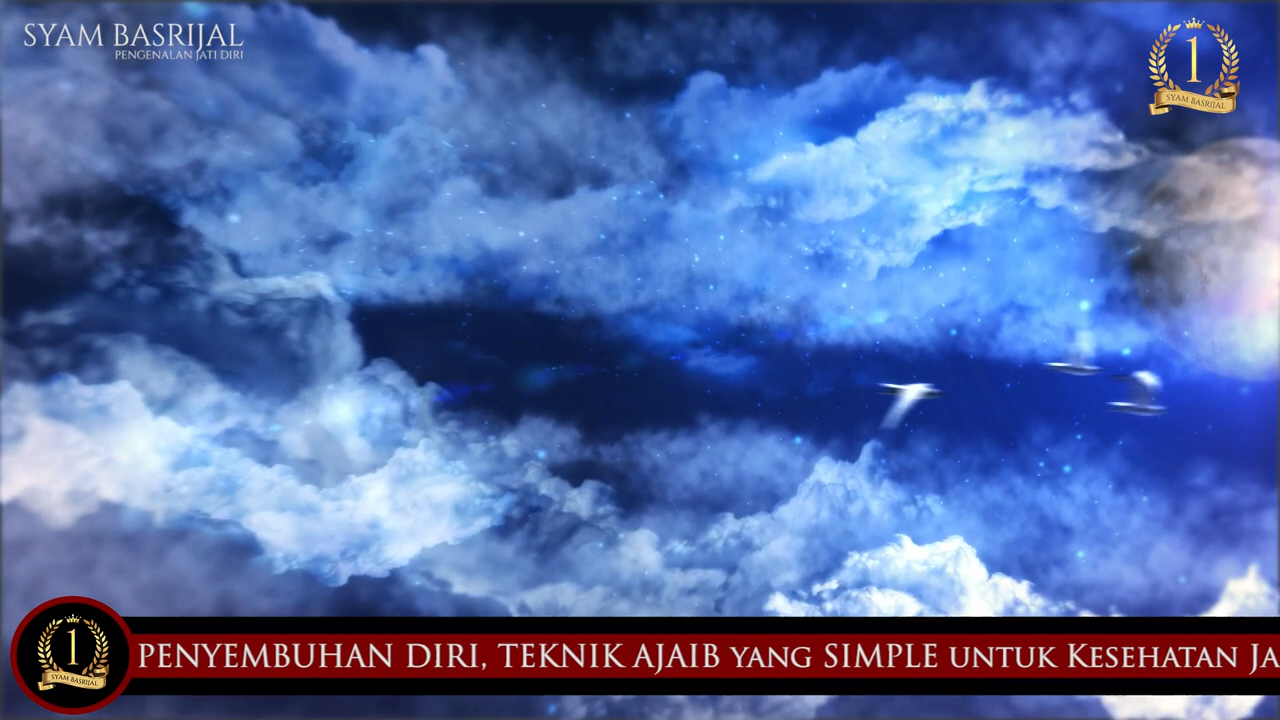 SYAM BASRIJAL
PENGENALAN JATI DIRI
1
SYAM BASRIJAL
1
SYAM BASRIJAL
PENYEMBUHAN DIRI, TEKNIK AJAIB YANG SIMPLE UNTUK KESEHATAN JA